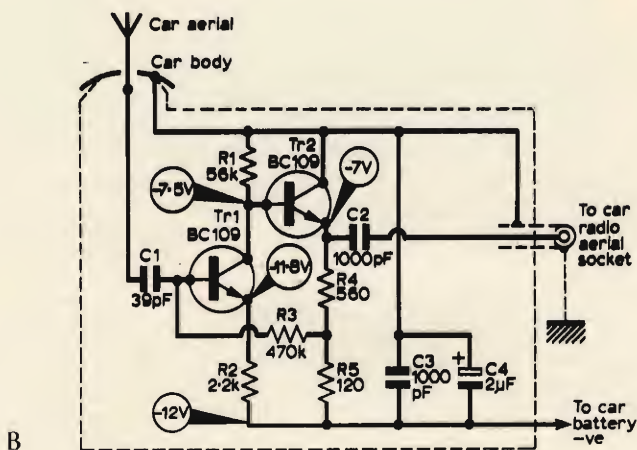 Car aerial
Car body
R1
56k
Tr2
BC109
-7V
-7·5V
Tr1
BC109
C2
1000pF
To car
radio
aerial
socket
C1
39pF
-11·8V
R4
560
R3
470k
R2
2·2k
R5
120
C3
1000
pF
+
C4
2μF
-12V
To car
battery
-ve
B